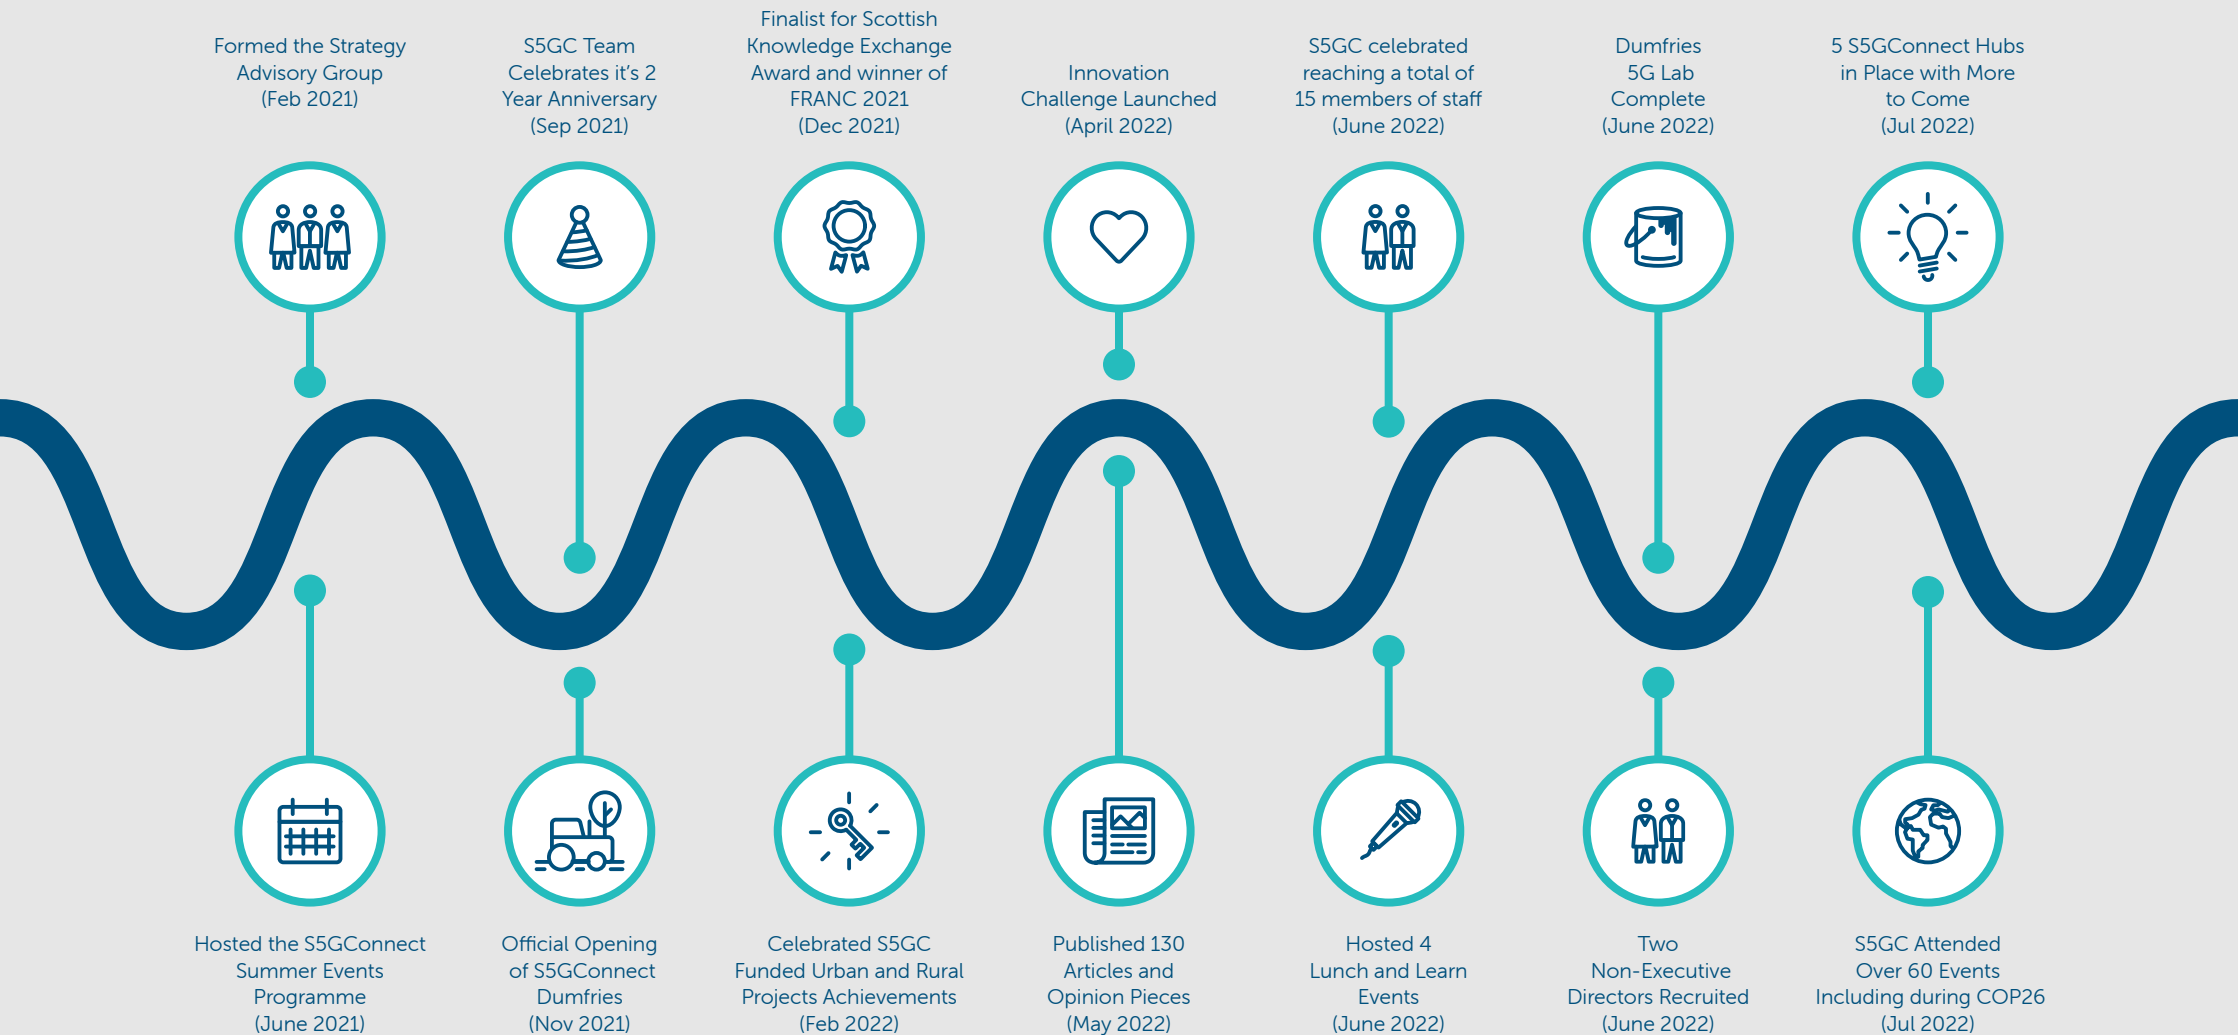 Formed the Strategy
Advisory Group
(Feb 2021)
S5GC Team
Celebrates it's 2
Year Anniversary
(Sep 2021)
Finalist for Scottish
Knowledge Exchange
Award and winner of
FRANC 2021
(Dec 2021)
Innovation
Challenge Launched
(April 2022)
S5GC celebrated
reaching a total of
15 members of staff
(June 2022)
Dumfries
5G Lab
Complete
(June 2022)
5 S5GConnect Hubs
in Place with More
to Come
(Jul 2022)
Hosted the S5GConnect
Summer Events
Programme
(June 2021)
Official Opening
of S5GConnect
Dumfries
(Nov 2021)
Celebrated S5GC
Funded Urban and Rural
Projects Achievements
(Feb 2022)
Published 130
Articles and
Opinion Pieces
(May 2022)
Hosted 4
Lunch and Learn
Events
(June 2022)
Two
Non-Executive
Directors Recruited
(June 2022)
S5GC Attended
Over 60 Events
Including during COP26
(Jul 2022)